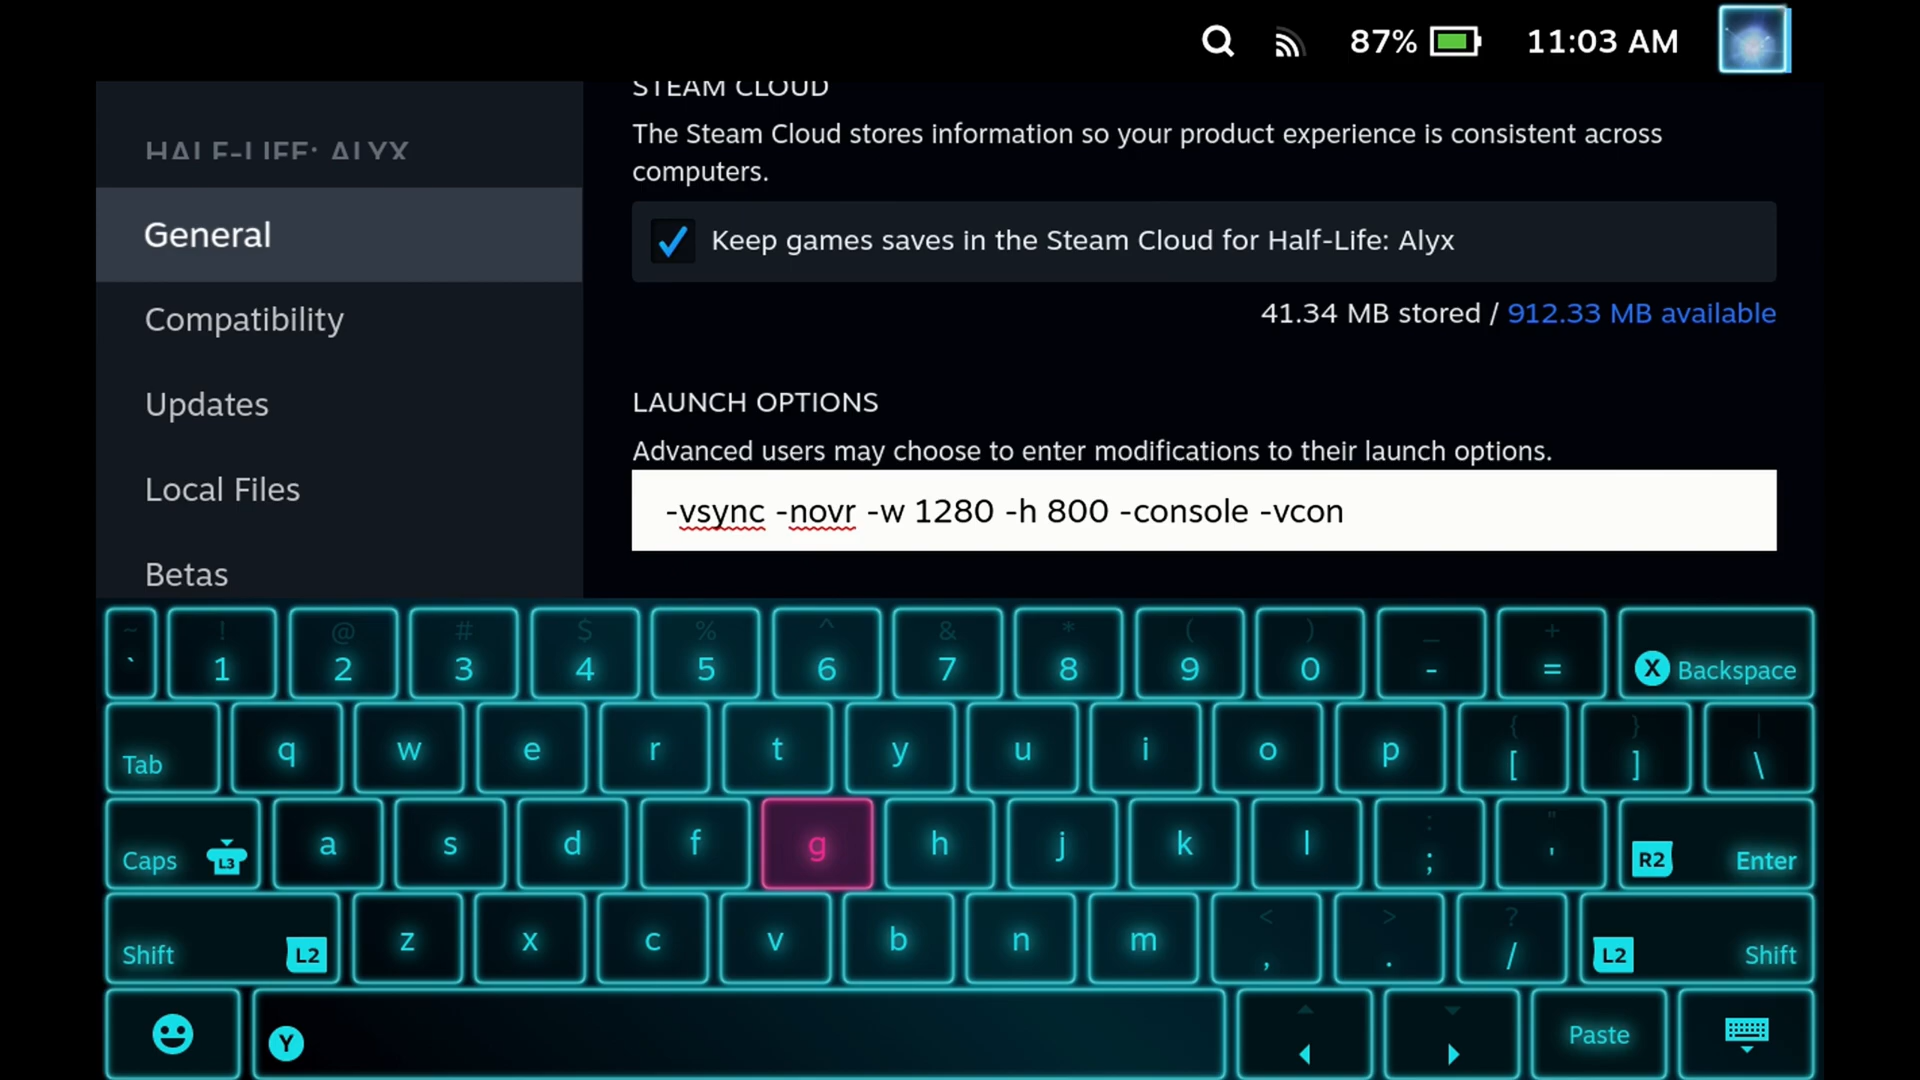 87% 11:03 AM
STEAM CLOUD
The Steam Cloud stores information so your product experience is consistent across
computers.
Keep games saves in the Steam Cloud for Half-Life: Alyx
41.34 MB stored / 912.33 MB available
LAUNCH OPTIONS
Advanced users may choose to enter modifications to their launch options.
-vsync -novr -w 1280 -h 800 -console -vcon
HALF-LIFE: ALYX
General
Compatibility
Updates
Local Files
Betas
~ ! @ # $ % ^ & * ( ) _ +
` 1 2 3 4 5 6 7 8 9 0 - = X Backspace
{ } |
Tab q w e r t y u i o p [ ] \
: "
Caps L3 a s d f g h j k l ; ' R2 Enter
< > ?
Shift L2 z x c v b n m , . / L2 Shift
Y Paste